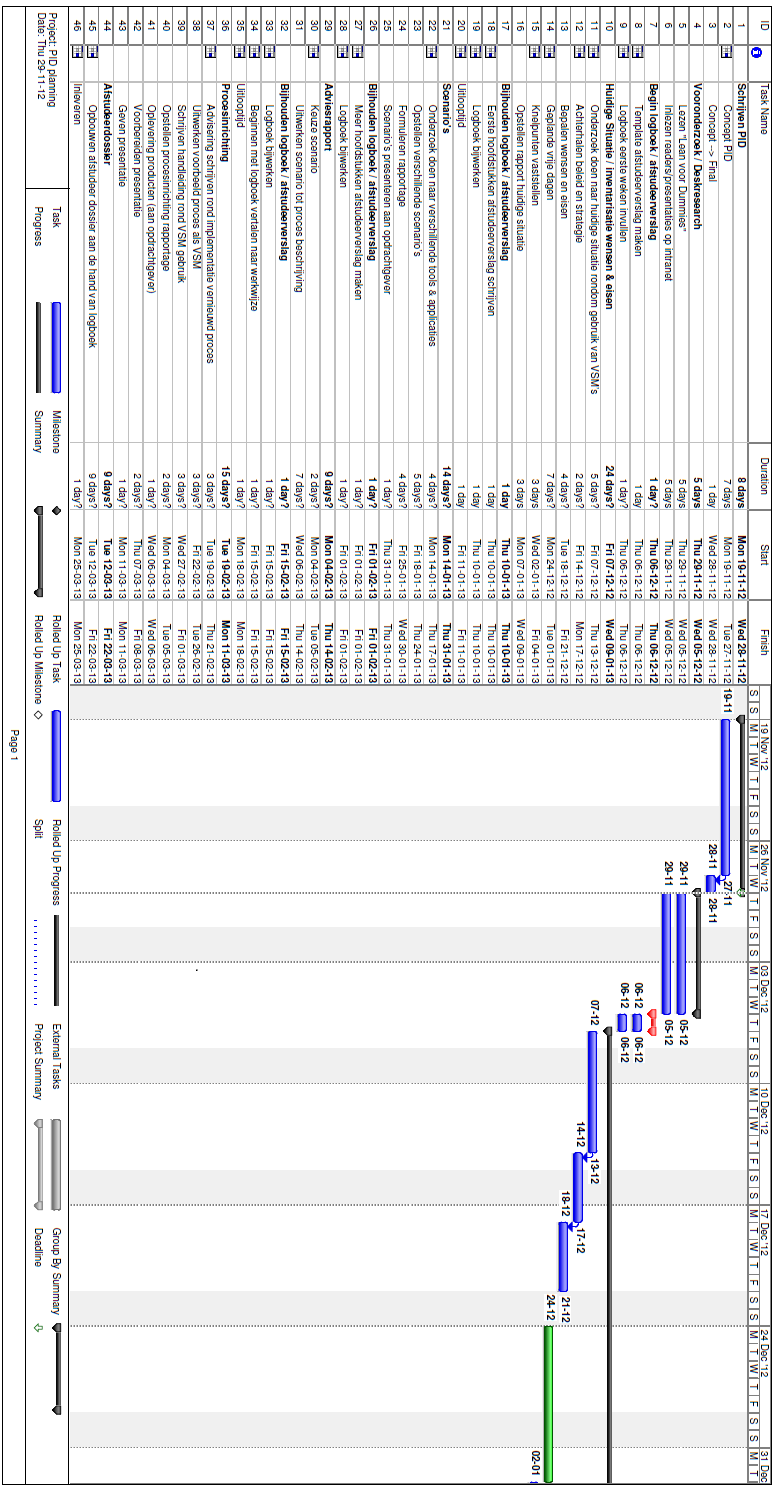 ID Task Name Duration Start Finish 19 Nov '12 26 Nov '12 03 Dec '12 10 Dec '12 17 Dec '12 24 Dec '12 31 Dec
S S M T W T F S S M T W T F S S M T W T F S S M T W T F S S M T W T F S S M T W T F S S M T
1 Schrijven PID 8 days Mon 19-11-12 Wed 28-11-12
2 Concept PID 7 days Mon 19-11-12 Tue 27-11-12 19-11 27-11
3 Concept -> Final 1 day Wed 28-11-12 Wed 28-11-12 28-11 28-11
4 Vooronderzoek / Deskresearch 5 days Thu 29-11-12 Wed 05-12-12
5 Lezen "Lean voor Dummies" 5 days Thu 29-11-12 Wed 05-12-12 29-11 05-12
6 Inlezen readers/presentaties op intranet 5 days Thu 29-11-12 Wed 05-12-12 29-11 05-12
7 Begin logboek / afstudeerverslag 1 day? Thu 06-12-12 Thu 06-12-12
8 Template afstudeerverslag maken 1 day? Thu 06-12-12 Thu 06-12-12 06-12 06-12
9 Logboek eerste weken invullen 1 day? Thu 06-12-12 Thu 06-12-12 06-12 06-12
10 Huidige Situatie / inventarisatie wensen & eisen 24 days? Fri 07-12-12 Wed 09-01-13
11 Onderzoek doen naar huidige situatie rondom gebruik van VSM's 5 days? Fri 07-12-12 Thu 13-12-12 07-12 13-12
12 Achterhalen beleid en strategie 2 days? Fri 14-12-12 Mon 17-12-12 14-12 17-12
13 Bepalen wensen en eisen 4 days? Tue 18-12-12 Fri 21-12-12 18-12 21-12
14 Geplande vrije dagen 7 days? Mon 24-12-12 Tue 01-01-13 24-12
15 Knelpunten vaststellen 3 days Wed 02-01-13 Fri 04-01-13 02-01
16 Opstellen rapport huidige situatie 3 days? Mon 07-01-13 Wed 09-01-13
17 Bijhouden logboek / afstudeerverslag 1 day Thu 10-01-13 Thu 10-01-13
18 Eerste hoofdstukken afstudeerverslag schrijven 1 day Thu 10-01-13 Thu 10-01-13
19 Logboek bijwerken 1 day Thu 10-01-13 Thu 10-01-13
20 Uitlooptijd 1 day Fri 11-01-13 Fri 11-01-13
21 Scenario's 14 days? Mon 14-01-13 Thu 31-01-13
22 Onderzoek doen naar verschillende tools & applicaties 4 days? Mon 14-01-13 Thu 17-01-13
23 Opstellen verschillende scenario's 5 days? Fri 18-01-13 Thu 24-01-13
24 Formuleren rapportage 4 days? Fri 25-01-13 Wed 30-01-13
25 Scenario's presenteren aan opdrachtgever 1 day? Thu 31-01-13 Thu 31-01-13
26 Bijhouden logboek / afstudeerverslag 1 day? Fri 01-02-13 Fri 01-02-13
27 Meer hoofdstukken afstudeerverslag maken 1 day? Fri 01-02-13 Fri 01-02-13
28 Logboek bijwerken 1 day? Fri 01-02-13 Fri 01-02-13
29 Adviesrapport 9 days? Mon 04-02-13 Thu 14-02-13
30 Keuze scenario 2 days? Mon 04-02-13 Tue 05-02-13
31 Uitwerken scenario tot proces beschrijving 7 days? Wed 06-02-13 Thu 14-02-13
32 Bijhouden logboek / afstudeerverslag 1 day? Fri 15-02-13 Fri 15-02-13
33 Logboek bijwerken 1 day? Fri 15-02-13 Fri 15-02-13
34 Beginnen met logboek vertalen naar werkwijze 1 day? Fri 15-02-13 Fri 15-02-13
35 Uitlooptijd 1 day? Mon 18-02-13 Mon 18-02-13
36 Procesinrichting 15 days? Tue 19-02-13 Mon 11-03-13
37 Advisering schrijven rond implementatie vernieuwd proces 3 days? Tue 19-02-13 Thu 21-02-13
38 Uitwerken voorbeeld proces als VSM 3 days? Fri 22-02-13 Tue 26-02-13
39 Schrijven handleiding rond VSM gebruik 3 days? Wed 27-02-13 Fri 01-03-13
40 Opstellen procesinrichting rapportage 2 days? Mon 04-03-13 Tue 05-03-13
41 Oplevering producten (aan opdrachtgever) 1 day? Wed 06-03-13 Wed 06-03-13
42 Voorbereiden presentatie 2 days? Thu 07-03-13 Fri 08-03-13
43 Geven presentatie 1 day? Mon 11-03-13 Mon 11-03-13
44 Afstudeerdossier 9 days? Tue 12-03-13 Fri 22-03-13
45 Opbouwen afstudeer dossier aan de hand van logboek 9 days? Tue 12-03-13 Fri 22-03-13
46 Inleveren 1 day? Mon 25-03-13 Mon 25-03-13
Project: PID planning
Date: Thu 29-11-12
Task Milestone Rolled Up Task Rolled Up Progress External Tasks Group By Summary
Progress Summary Rolled Up Milestone Split Project Summary Deadline
Page 1